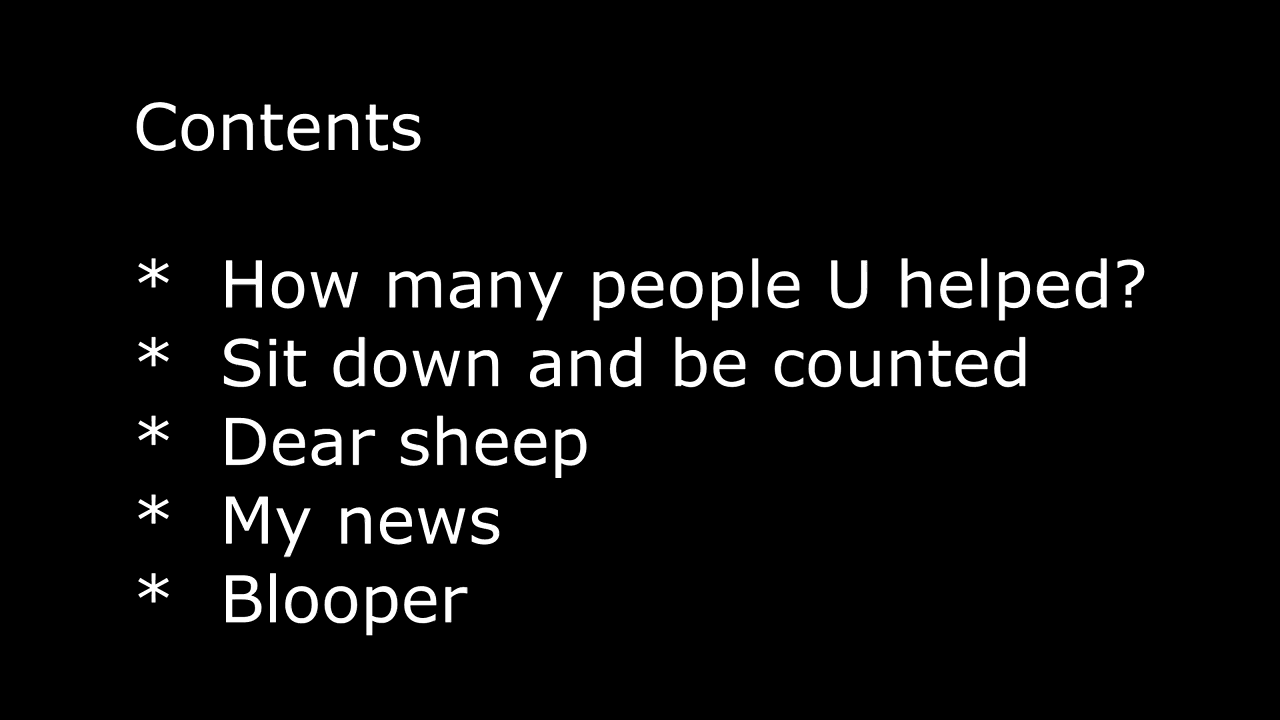 Contents
* How many people U helped?
* Sit down and be counted
* Dear sheep
* My news
* Blooper